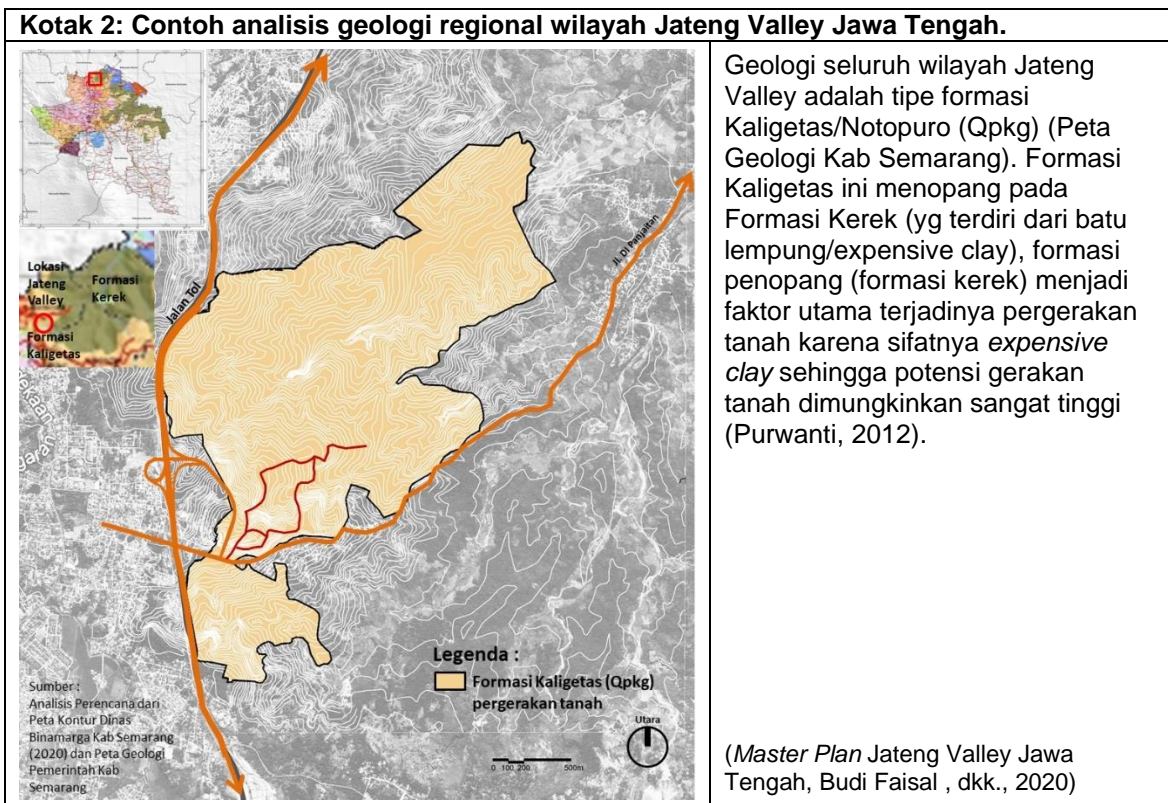 Kotak 2: Contoh analisis geologi regional wilayah Jateng Valley Jawa Tengah.
Lokasi
Jateng
Valley
Formasi
Kerek
Formasi
Kaligetas
Jalan Tol
JL. DI Panjaitan
Legenda :
Formasi Kaligetas (Qpkg)
pergerakan tanah
Utara
0 100 200 500m
Sumber :
Analisis Perencana dari
Peta Kontur Dinas
Binamarga Kab Semarang
(2020) dan Peta Geologi
Pemerintah Kab
Semarang
Geologi seluruh wilayah Jateng
Valley adalah tipe formasi
Kaligetas/Notopuro (Qpkg) (Peta
Geologi Kab Semarang). Formasi
Kaligetas ini menopang pada
Formasi Kerek (yg terdiri dari batu
lempung/expensive clay), formasi
penopang (formasi kerek) menjadi
faktor utama terjadinya pergerakan
tanah karena sifatnya expensive
clay sehingga potensi gerakan
tanah dimungkinkan sangat tinggi
(Purwanti, 2012).
(Master Plan Jateng Valley Jawa
Tengah, Budi Faisal , dkk., 2020)